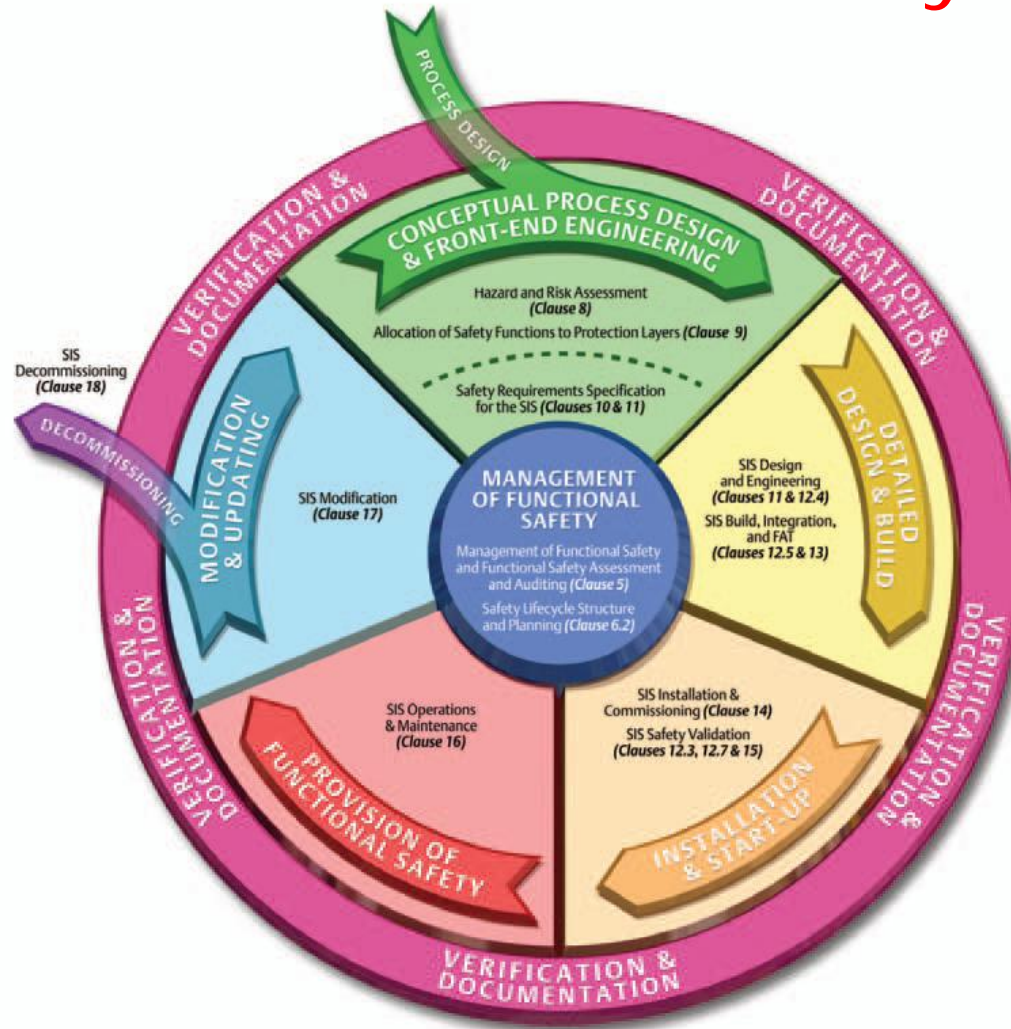 PROCESS DESIGN
CONCEPTUAL PROCESS DESIGN
& FRONT-END ENGINEERING
Hazard and Risk Assessment
(Clause 8)
Allocation of Safety Functions to Protection Layers (Clause 9)
Safety Requirements Specification
for the SIS (Clauses 10 & 11)
VERIFICATION &
DOCUMENTATION
DETAILED
DESIGN & BUILD
SIS Design
and Engineering
(Clauses 11 & 12.4)
SIS Build, Integration,
and FAT
(Clauses 12.5 & 13)
VERIFICATION &
DOCUMENTATION
SIS Installation &
Commissioning (Clause 14)
SIS Safety Validation
(Clauses 12.3, 12.7 & 15)
INSTALLATION
& START-UP
VERIFICATION &
DOCUMENTATION
SIS Operations
& Maintenance
(Clause 16)
PROVISION OF
FUNCTIONAL SAFETY
VERIFICATION &
DOCUMENTATION
SIS Modification
(Clause 17)
MODIFICATION
& UPDATING
VERIFICATION &
DOCUMENTATION
SIS
Decommissioning
(Clause 18)
DECOMMISSIONING
MANAGEMENT
OF FUNCTIONAL
SAFETY
Management of Functional Safety
and Functional Safety Assessment
and Auditing (Clause 5)
Safety Lifecycle Structure
and Planning (Clause 6.2)